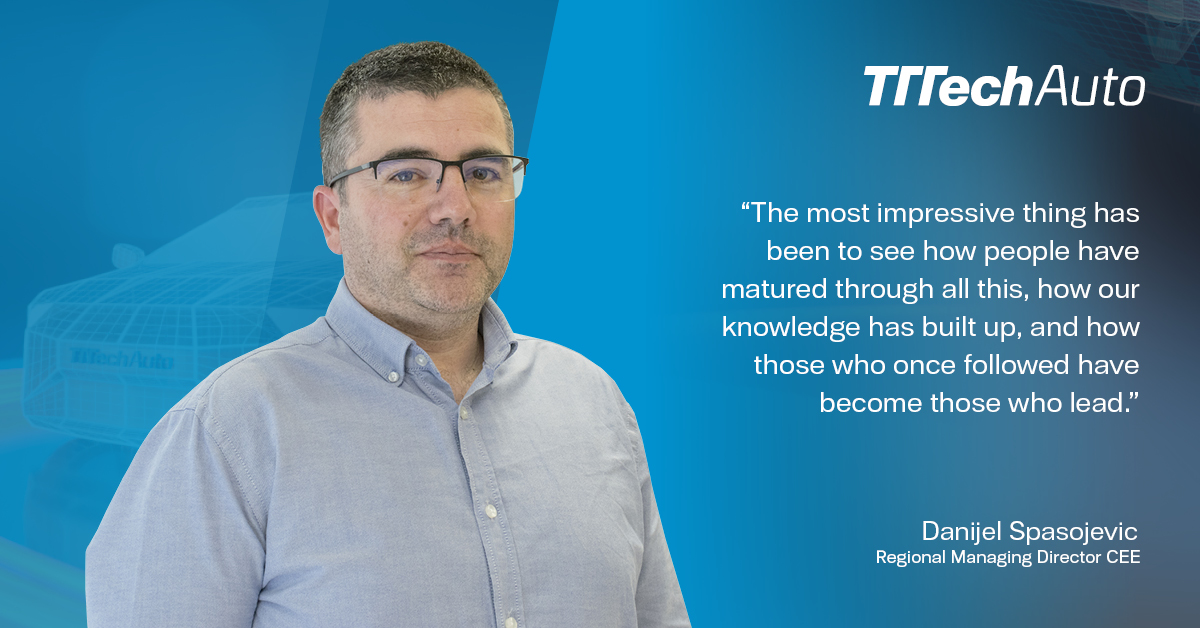 TTTech Auto
“The most impressive thing has
been to see how people have
matured through all this, how our
knowledge has built up, and how
those who once followed have
become those who lead.”
Danijel Spasojevic
Regional Managing Director CEE
TTTechAuto